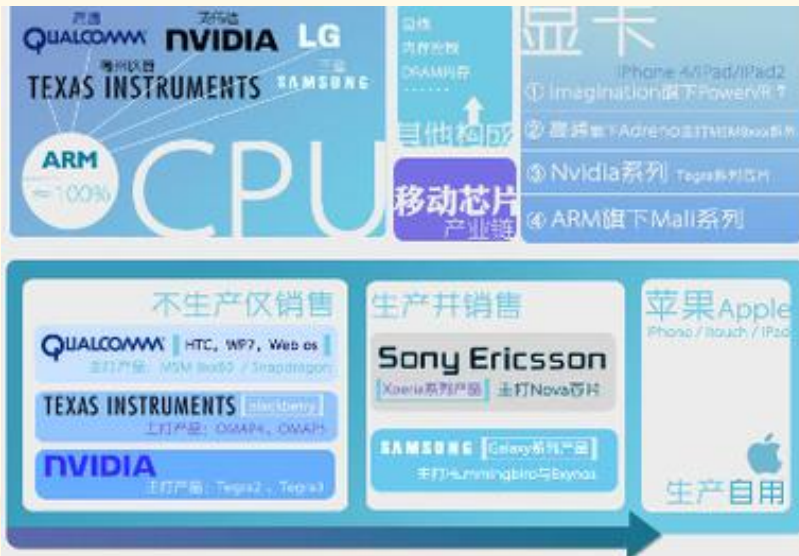 高通
QUALCOMM
英伟达
NVIDIA
LG
德州仪器
TEXAS INSTRUMENTS
三星
SAMSUNG
ARM
≈100%
CPU
总线
内存控制
DRAM内存
······
其他构成
移动芯片
产业链
显卡
iPhone 4/iPad/iPad2
① Imagination旗下PowerVR ↑
② 高通旗下Adreno主打
③ Nvidia系列 Tegra系列芯片
④ ARM旗下Mali系列
不生产仅销售
QUALCOMM HTC, WP7, Web os
主打产品: MSM 8x60 / Snapdragon
TEXAS INSTRUMENTS blackberry
主打产品: OMAP4、OMAP5
NVIDIA
主打产品: Tegra2 、Tegra3
生产并销售
Sony Ericsson
Xperia系列产品 主打Nova芯片
SAMSUNG Galaxy系列产品
主打Hummingbird与Exynos
苹果Apple
iPhone / itouch / iPad
生产自用